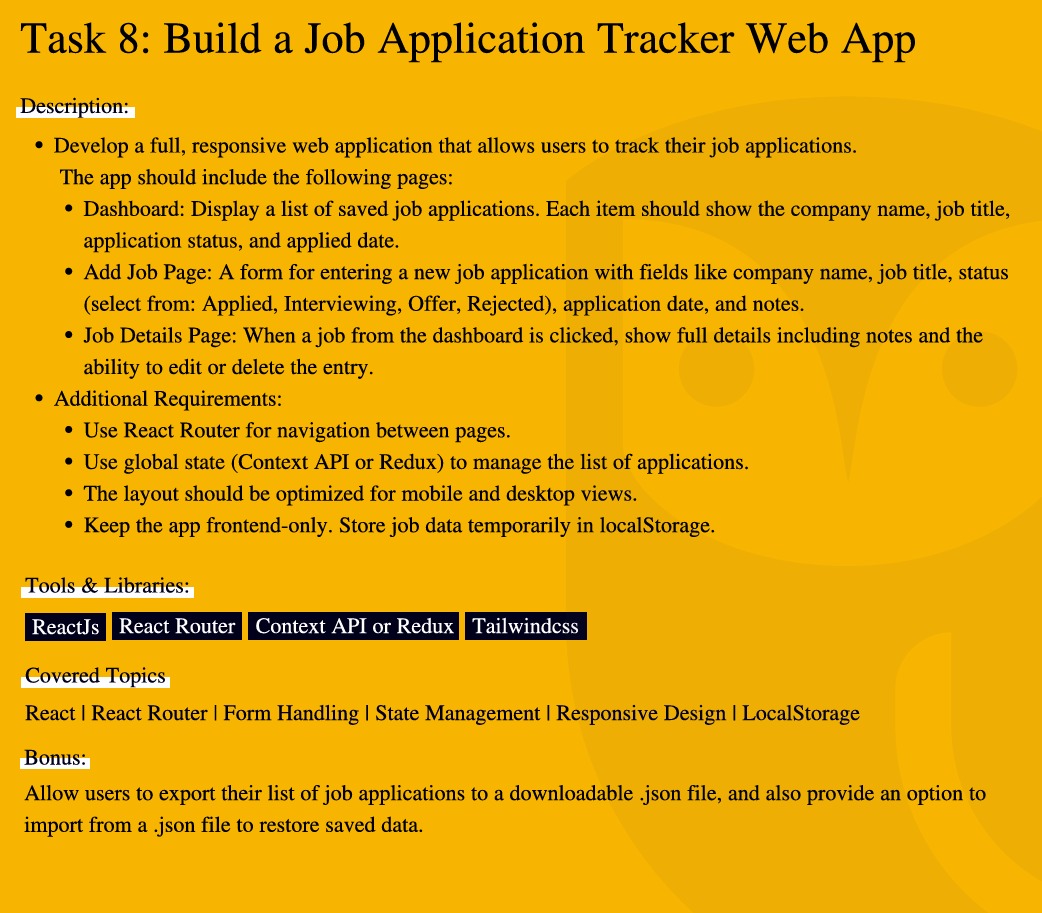 Task 8: Build a Job Application Tracker Web App
Description:
• Develop a full, responsive web application that allows users to track their job applications.
The app should include the following pages:
• Dashboard: Display a list of saved job applications. Each item should show the company name, job title,
application status, and applied date.
• Add Job Page: A form for entering a new job application with fields like company name, job title, status
(select from: Applied, Interviewing, Offer, Rejected), application date, and notes.
• Job Details Page: When a job from the dashboard is clicked, show full details including notes and the
ability to edit or delete the entry.
• Additional Requirements:
• Use React Router for navigation between pages.
• Use global state (Context API or Redux) to manage the list of applications.
• The layout should be optimized for mobile and desktop views.
• Keep the app frontend-only. Store job data temporarily in localStorage.
Tools & Libraries:
ReactJs React Router Context API or Redux Tailwindcss
Covered Topics
React | React Router | Form Handling | State Management | Responsive Design | LocalStorage
Bonus:
Allow users to export their list of job applications to a downloadable .json file, and also provide an option to
import from a .json file to restore saved data.